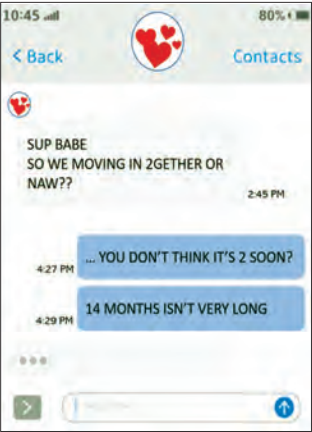 10:45
80%
< Back
Contacts
SUP BABE
SO WE MOVING IN 2GETHER OR
NAW??
2:45 PM
... YOU DON'T THINK IT'S 2 SOON?
4:27 PM
14 MONTHS ISN'T VERY LONG
4:29 PM